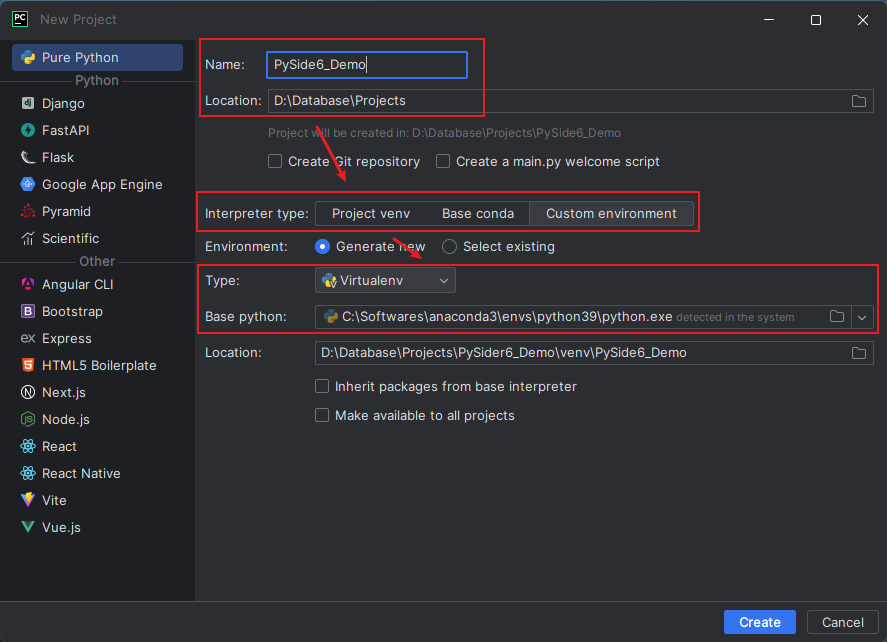 PC New Project
Pure Python
Python
dj Django
FastAPI
Flask
Google App Engine
Pyramid
Scientific
Other
Angular CLI
B Bootstrap
ex Express
5 HTML5 Boilerplate
N Next.js
JS Node.js
React
React Native
Vite
Vue.js
Name: PySide6_Demo
Location: D:\Database\Projects
Project will be created in: D:\Database\Projects\PySide6_Demo
Create Git repository Create a main.py welcome script
Interpreter type: Project venv Base conda Custom environment
Environment: Generate new Select existing
Type: Virtualenv
Base python: C:\Softwares\anaconda3\envs\python39\python.exe detected in the system
Location: D:\Database\Projects\PySider6_Demo\venv\PySide6_Demo
Inherit packages from base interpreter
Make available to all projects
Create Cancel